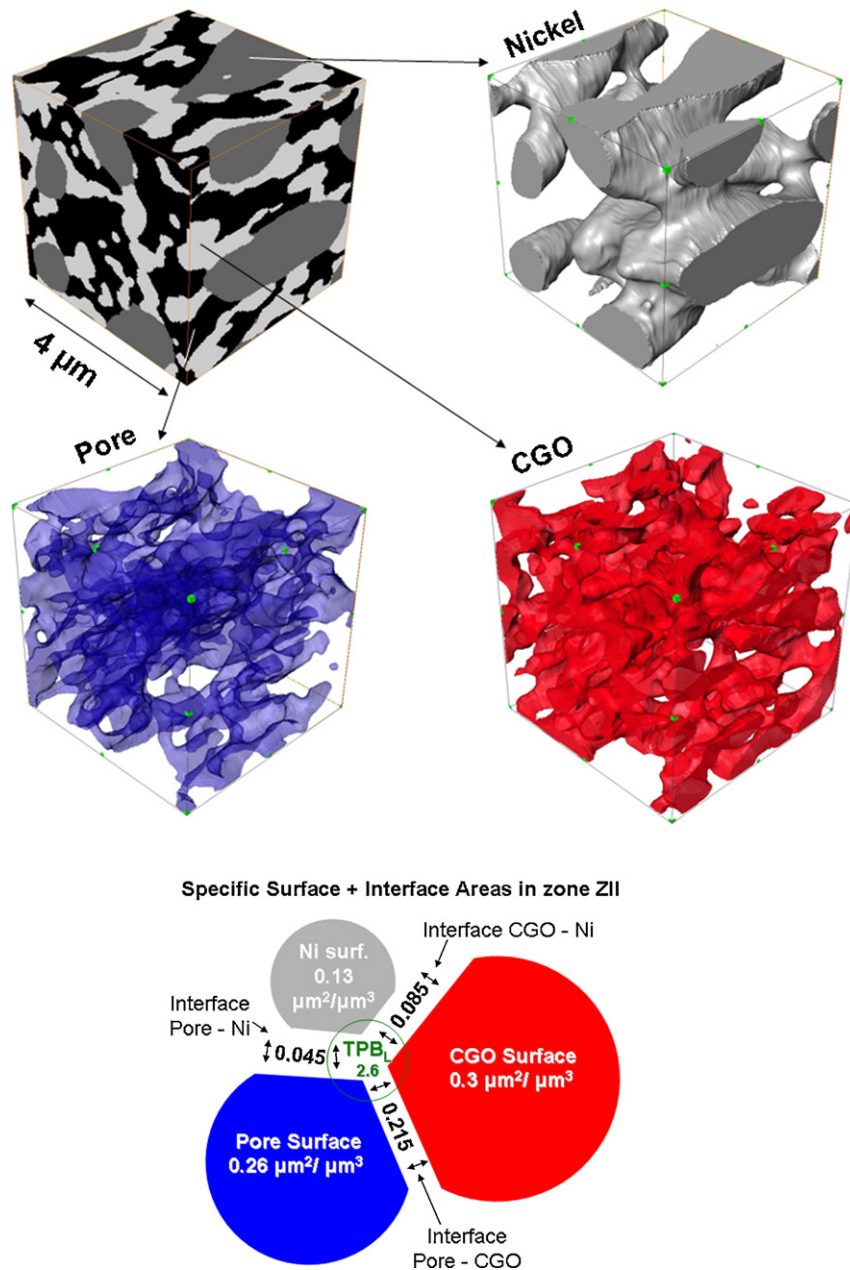 Nickel
4 µm
Pore
CGO
Specific Surface + Interface Areas in zone ZII
Interface CGO - Ni
Ni surf.
0.13
µm²/µm³
Interface
Pore - Ni
0.085
0.045
TPBL
2.6
CGO Surface
0.3 µm²/ µm³
Pore Surface
0.26 µm²/ µm³
0.215
Interface
Pore - CGO